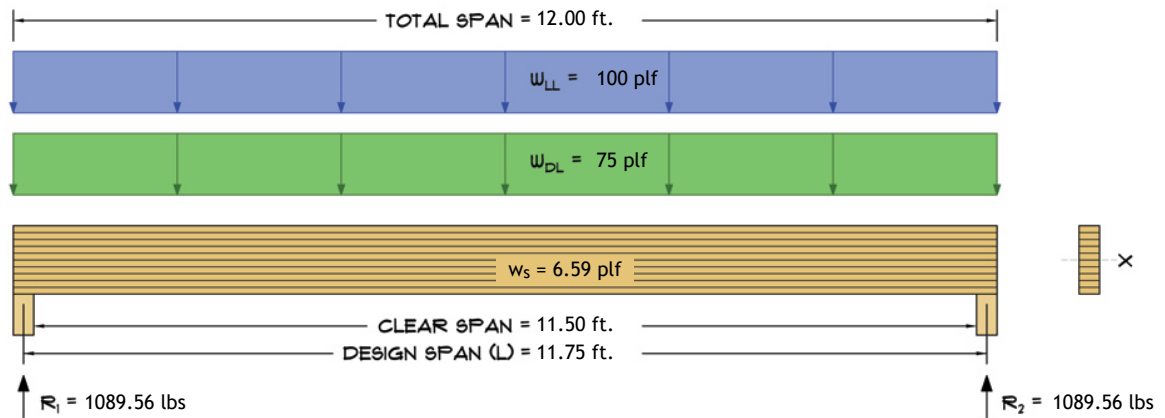 TOTAL SPAN = 12.00 ft.
wLL = 100 plf
wDL = 75 plf
ws = 6.59 plf
X
CLEAR SPAN = 11.50 ft.
DESIGN SPAN (L) = 11.75 ft.
R1 = 1089.56 lbs
R2 = 1089.56 lbs